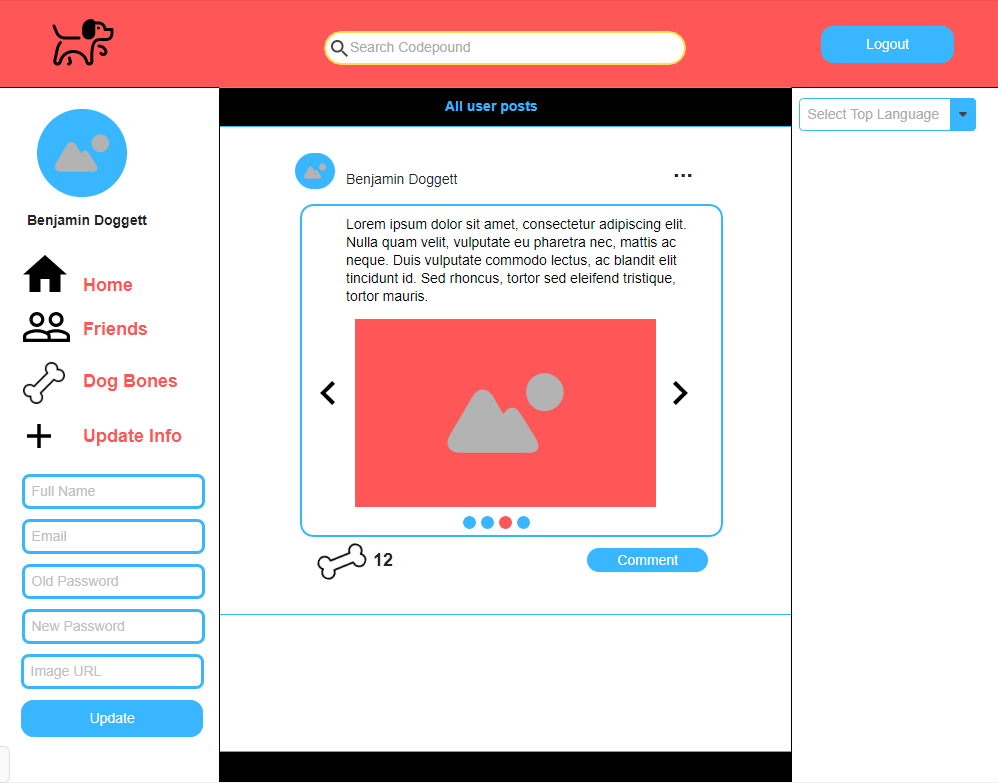 Search Codepound
Logout
Benjamin Doggett
Home
Friends
Dog Bones
Update Info
Full Name
Email
Old Password
New Password
Image URL
Update
All user posts
Benjamin Doggett
...
Lorem ipsum dolor sit amet, consectetur adipiscing elit.
Nulla quam velit, vulputate eu pharetra nec, mattis ac
neque. Duis vulputate commodo lectus, ac blandit elit
tincidunt id. Sed rhoncus, tortor sed eleifend tristique,
tortor mauris.
12
Comment
Select Top Language